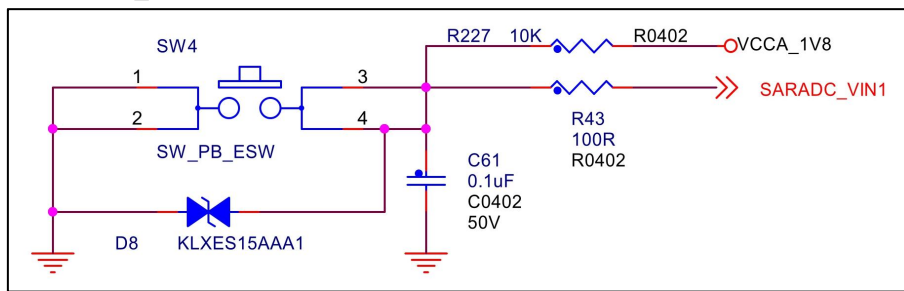 R227 10K R0402 VCCA_1V8
SW4
1 3
SARADC_VIN1
2 4
R43
100R
R0402
SW_PB_ESW
C61
0.1uF
C0402
50V
D8 KLXES15AAA1